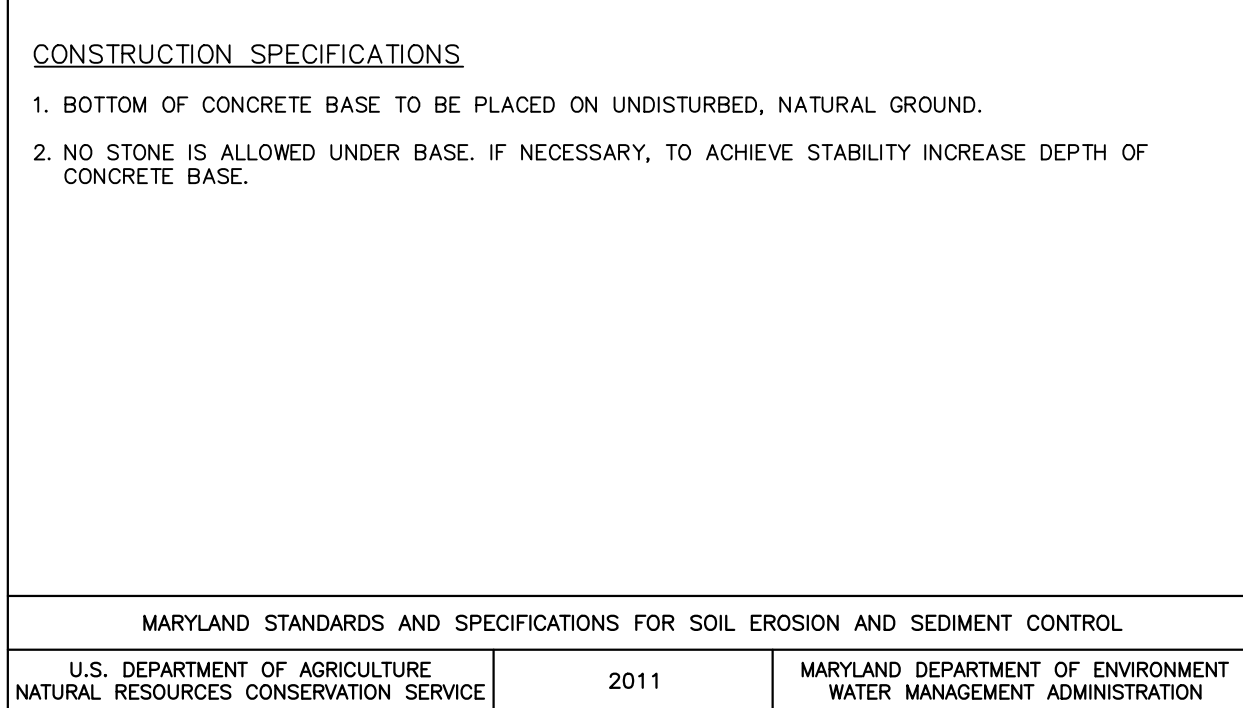 CONSTRUCTION SPECIFICATIONS
1. BOTTOM OF CONCRETE BASE TO BE PLACED ON UNDISTURBED, NATURAL GROUND.
2. NO STONE IS ALLOWED UNDER BASE. IF NECESSARY, TO ACHIEVE STABILITY INCREASE DEPTH OF
CONCRETE BASE.
MARYLAND STANDARDS AND SPECIFICATIONS FOR SOIL EROSION AND SEDIMENT CONTROL
U.S. DEPARTMENT OF AGRICULTURE
NATURAL RESOURCES CONSERVATION SERVICE
2011
MARYLAND DEPARTMENT OF ENVIRONMENT
WATER MANAGEMENT ADMINISTRATION